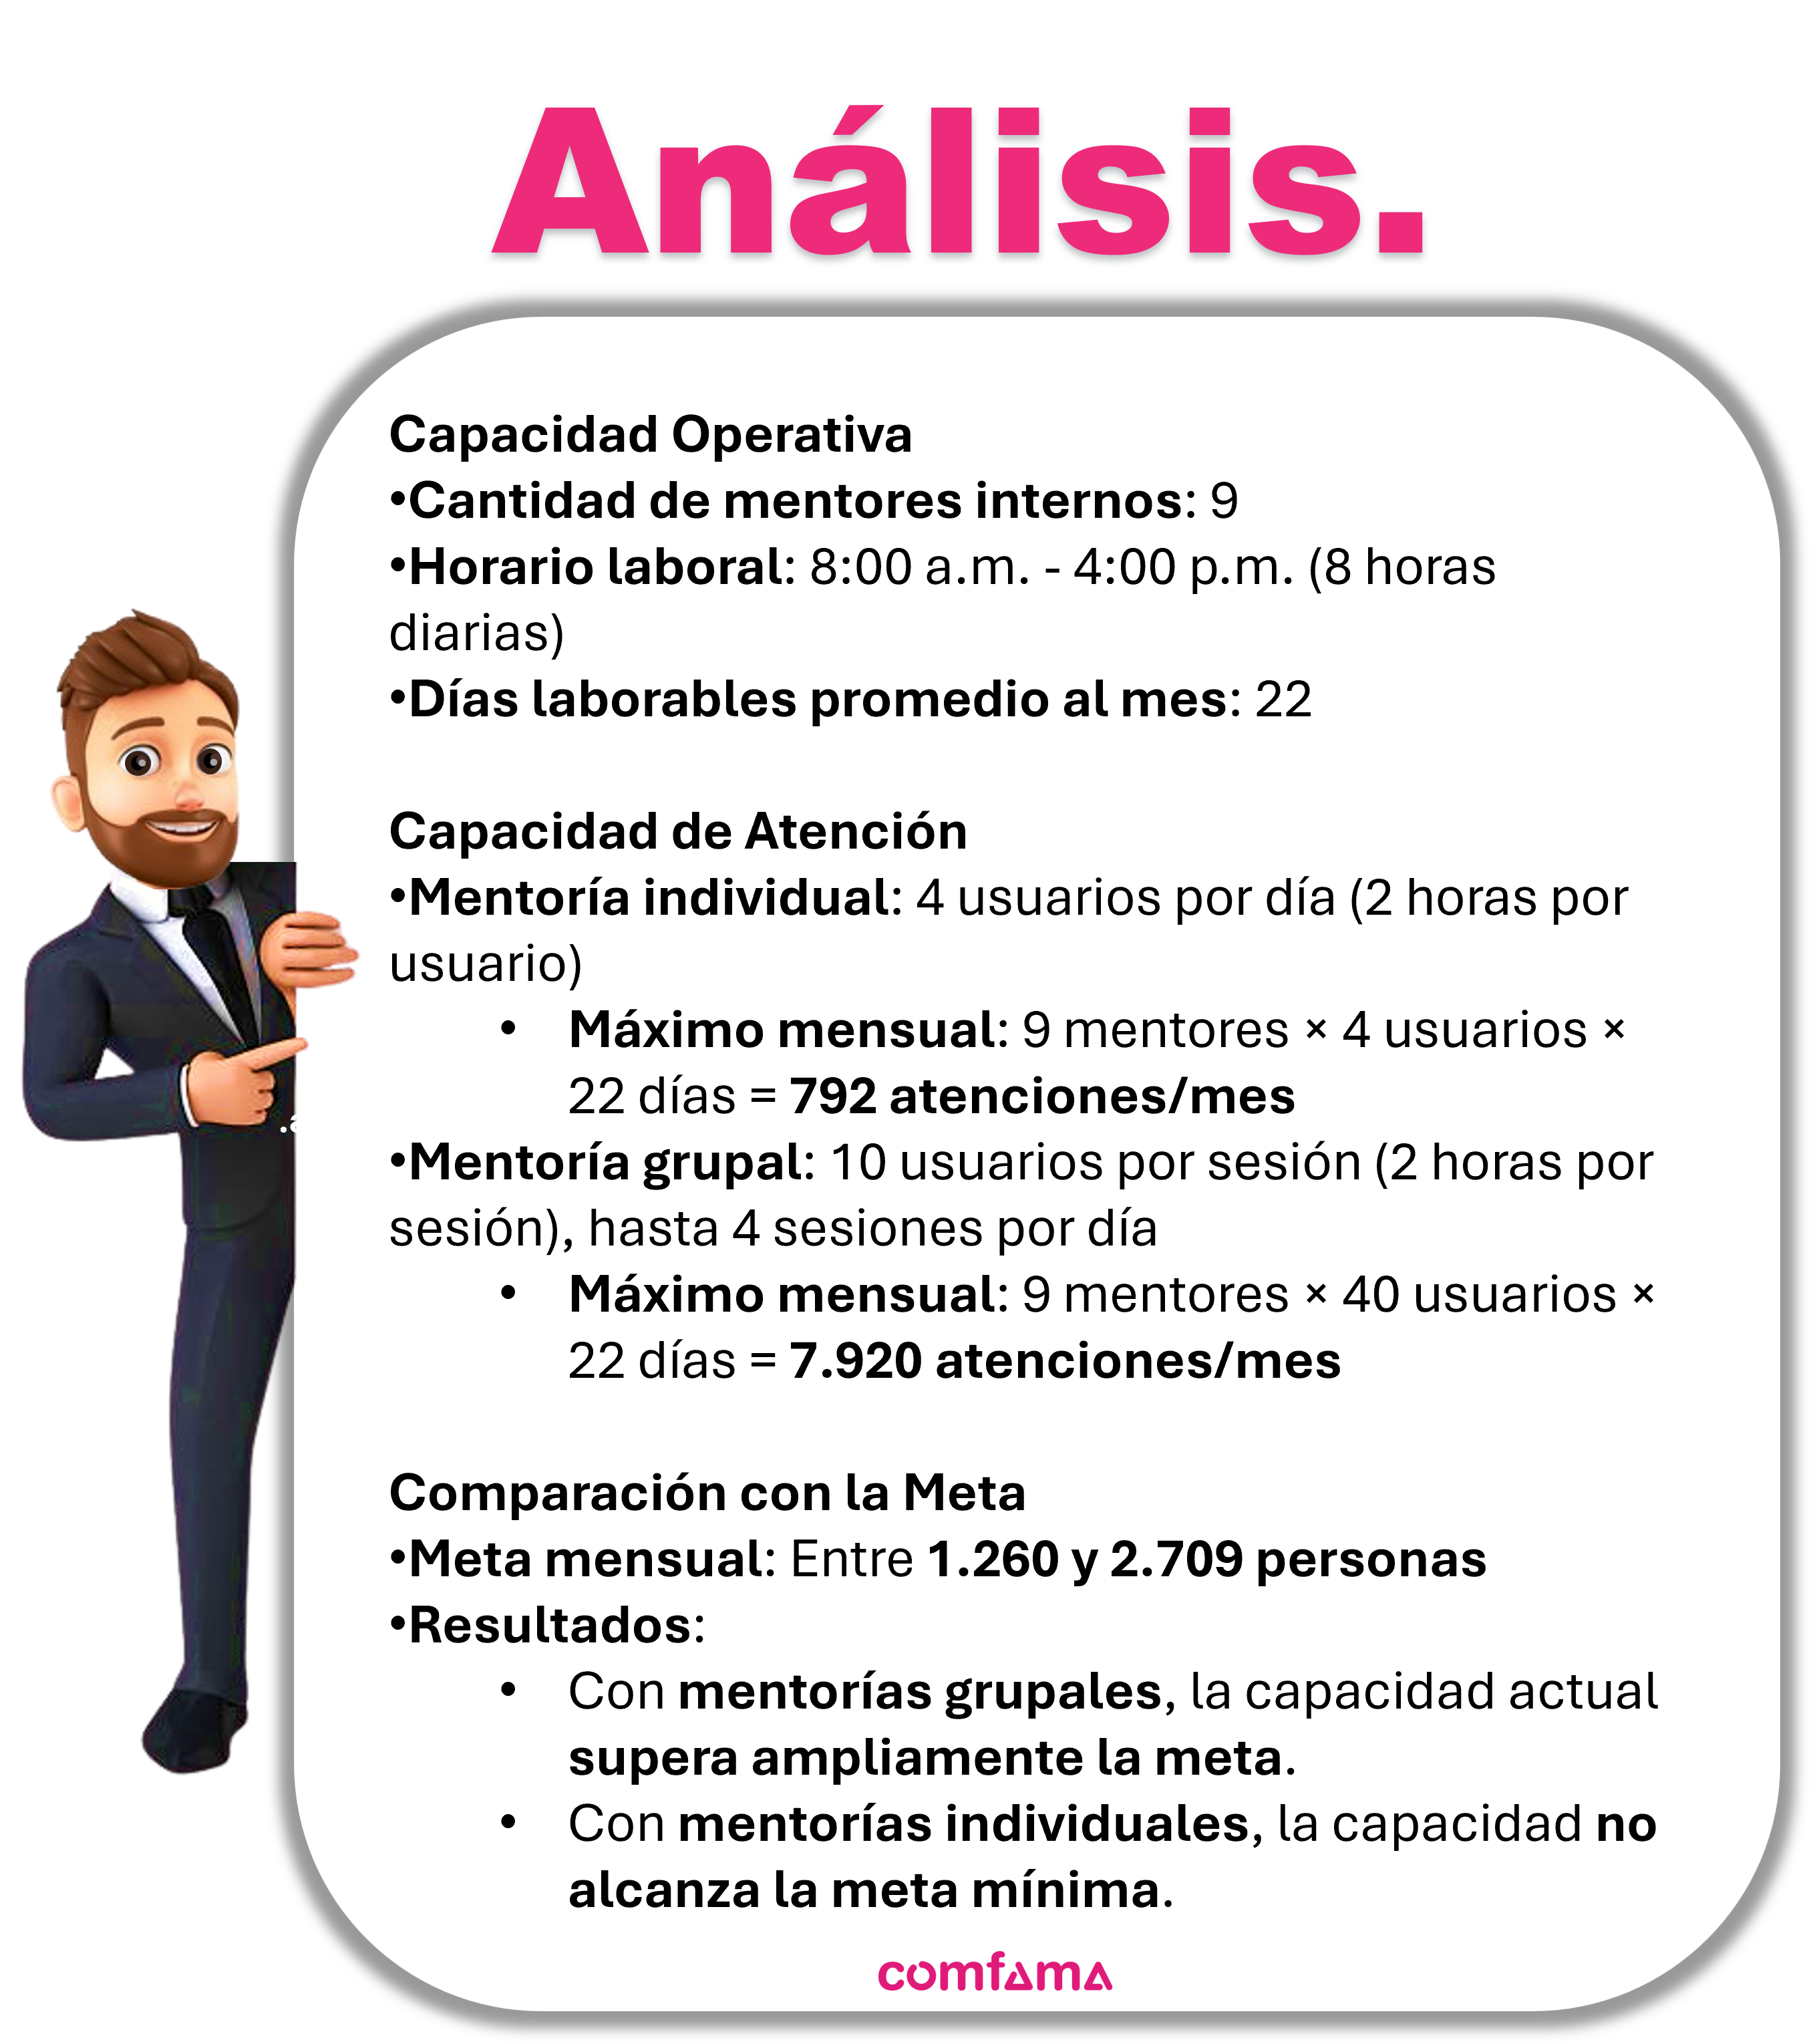 Análisis.
Capacidad Operativa
•Cantidad de mentores internos: 9
•Horario laboral: 8:00 a.m. - 4:00 p.m. (8 horas
diarias)
•Días laborables promedio al mes: 22
Capacidad de Atención
•Mentoría individual: 4 usuarios por día (2 horas por
usuario)
• Máximo mensual: 9 mentores × 4 usuarios ×
22 días = 792 atenciones/mes
•Mentoría grupal: 10 usuarios por sesión (2 horas por
sesión), hasta 4 sesiones por día
• Máximo mensual: 9 mentores × 40 usuarios ×
22 días = 7.920 atenciones/mes
Comparación con la Meta
•Meta mensual: Entre 1.260 y 2.709 personas
•Resultados:
• Con mentorías grupales, la capacidad actual
supera ampliamente la meta.
• Con mentorías individuales, la capacidad no
alcanza la meta mínima.
comfama